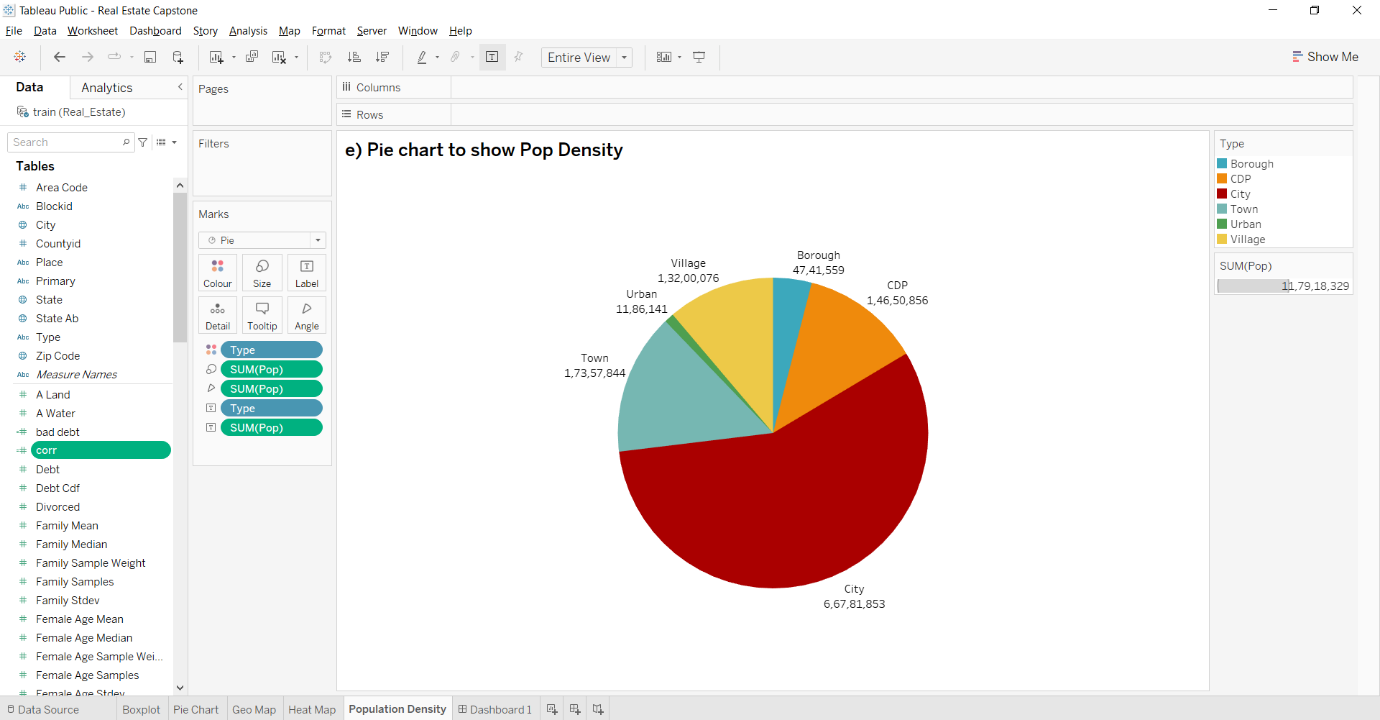 Tableau Public - Real Estate Capstone
File Data Worksheet Dashboard Story Analysis Map Format Server Window Help
Entire View
Show Me
Data Analytics
train (Real_Estate)
Search
Tables
# Area Code
Abc Blockid
City
# Countyid
Abc Place
Abc Primary
State
State Ab
Abc Type
Zip Code
Abc Measure Names
# A Land
# A Water
=# bad debt
=# corr
# Debt
# Debt Cdf
# Divorced
# Family Mean
# Family Median
# Family Sample Weight
# Family Samples
# Family Stdev
# Female Age Mean
# Female Age Median
# Female Age Sample Wei...
# Female Age Samples
# Female Age Stdev
Pages
Filters
Marks
Pie
Colour Size Label
Detail Tooltip Angle
Type
SUM(Pop)
SUM(Pop)
Type
SUM(Pop)
Columns
Rows
e) Pie chart to show Pop Density
Borough
47,41,559
CDP
1,46,50,856
City
6,67,81,853
Town
1,73,57,844
Urban
11,86,141
Village
1,32,00,076
Type
Borough
CDP
City
Town
Urban
Village
SUM(Pop)
11,79,18,329
Data Source Boxplot Pie Chart Geo Map Heat Map Population Density Dashboard 1